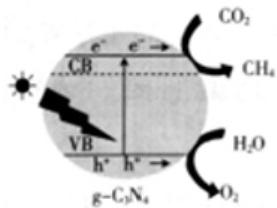 CO₂
e⁻ e⁻
CB
CH₄
VB
H₂O
h⁺ h⁺
O₂
g-C₃N₄